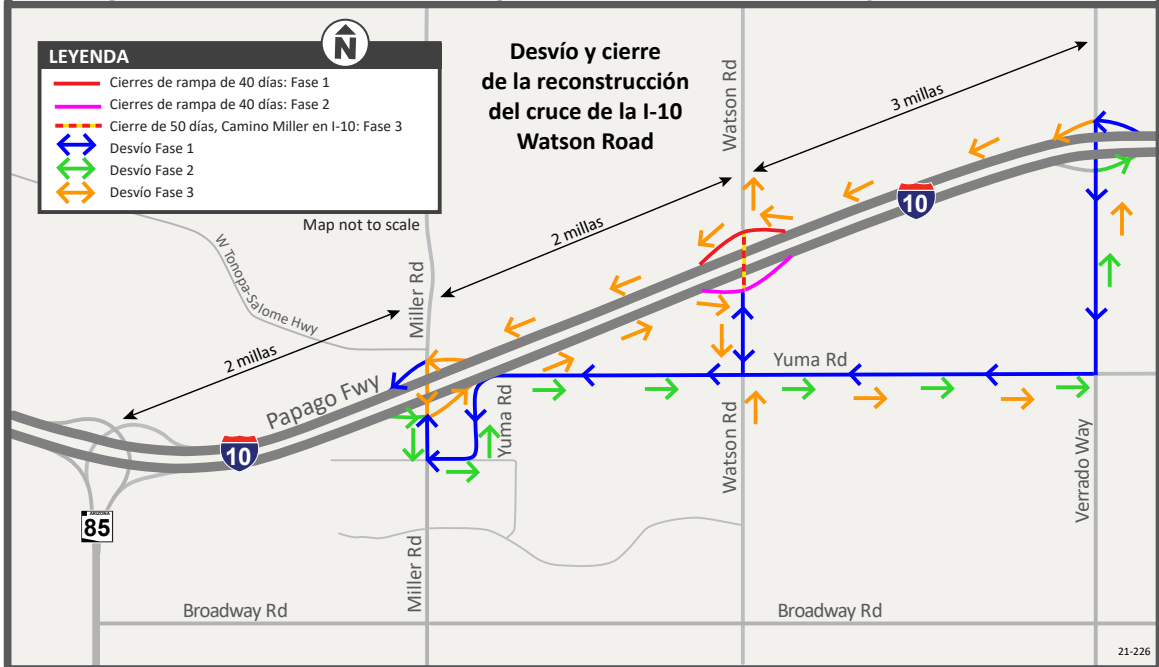 LEYENDA
N
Cierres de rampa de 40 días: Fase 1
Cierres de rampa de 40 días: Fase 2
Cierre de 50 días, Camino Miller en I-10: Fase 3
Desvío Fase 1
Desvío Fase 2
Desvío Fase 3
Desvío y cierre
de la reconstrucción
del cruce de la I-10
Watson Road
Map not to scale
Watson Rd
3 millas
2 millas
10
W Tonopa-Salome Hwy
Miller Rd
2 millas
Papago Fwy
10
Yuma Rd
Yuma Rd
Watson Rd
Verrado Way
ARIZONA
85
Miller Rd
Broadway Rd
Broadway Rd
21-226